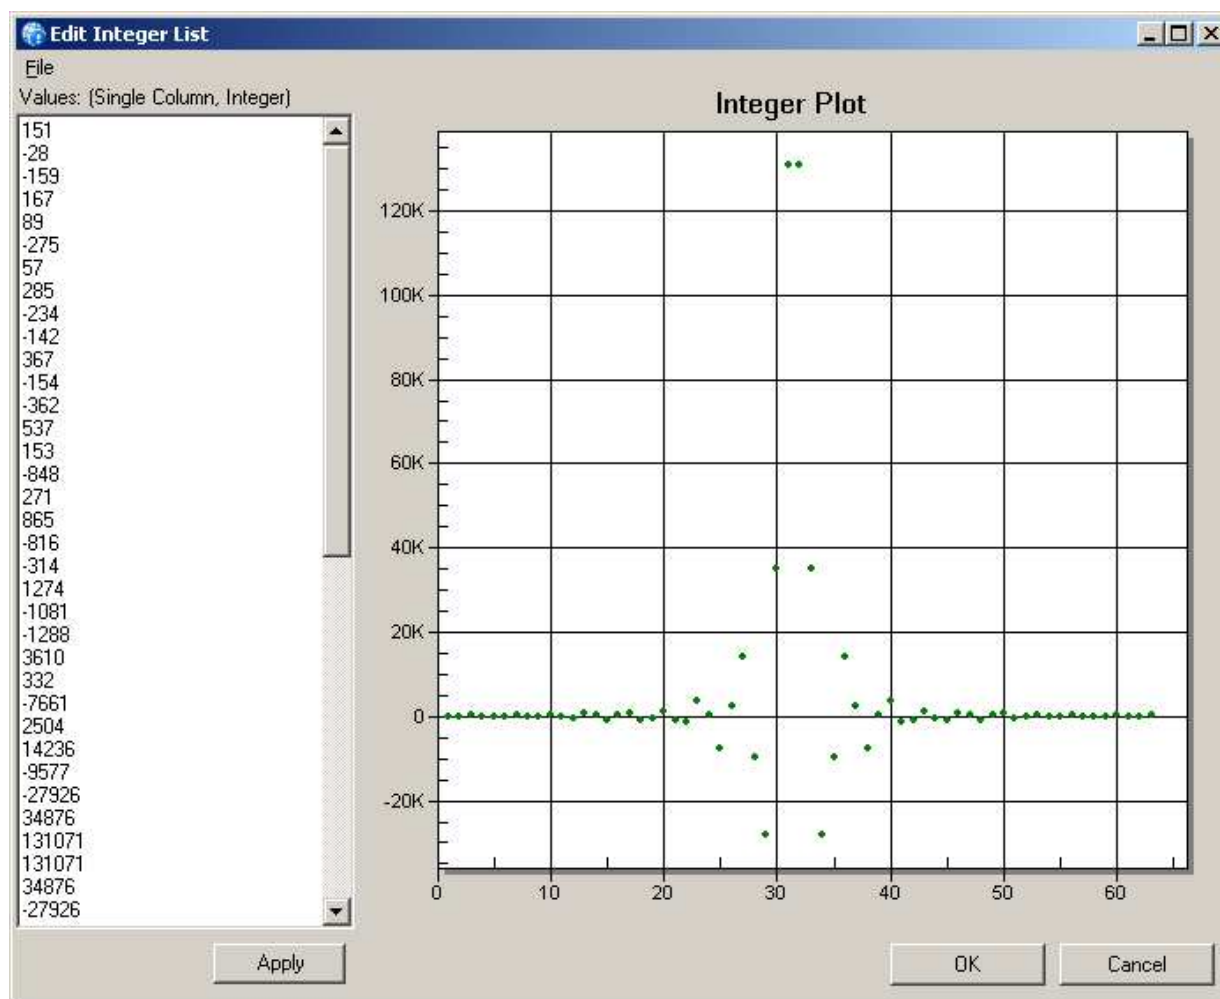 Edit Integer List
File
Values: (Single Column, Integer)
151
-28
-159
167
89
-275
57
285
-234
-142
367
-154
-362
537
153
-848
271
865
-816
-314
1274
-1081
-1288
3610
332
-7661
2504
14236
-9577
-27926
34876
131071
131071
34876
-27926
Apply
Integer Plot
120K
100K
80K
60K
40K
20K
0
-20K
0 10 20 30 40 50 60
OK Cancel